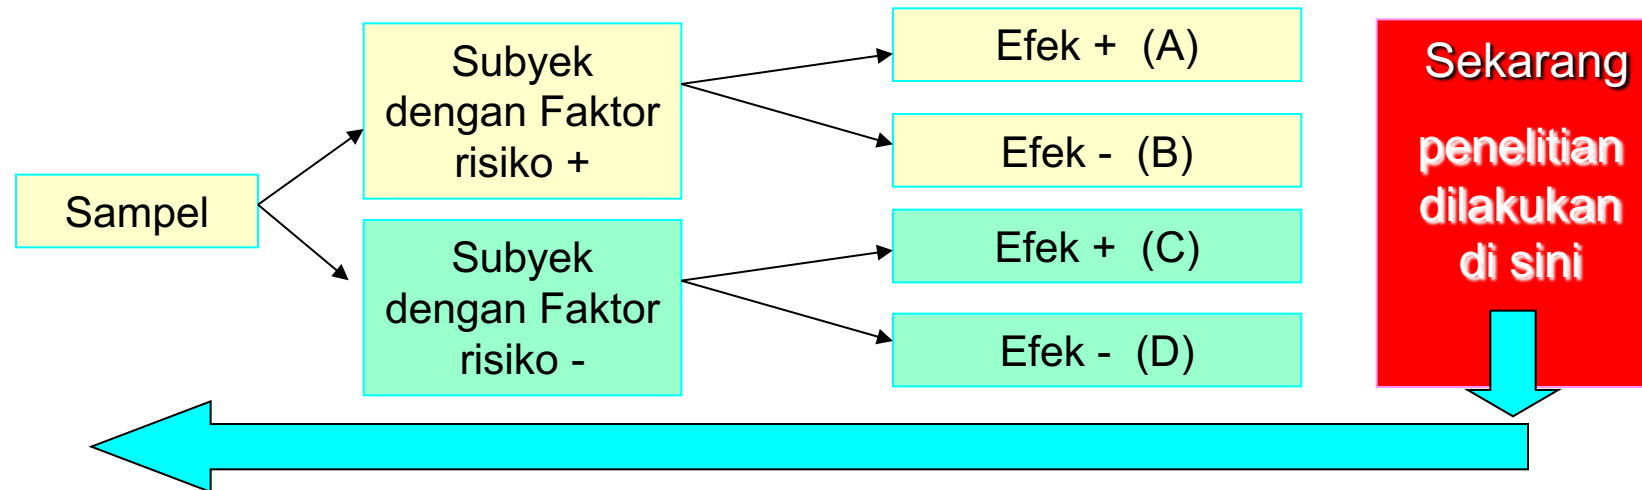 Sampel
Subyek
dengan Faktor
risiko +
Subyek
dengan Faktor
risiko -
Efek + (A)
Efek - (B)
Efek + (C)
Efek - (D)
Sekarang
penelitian
dilakukan
di sini